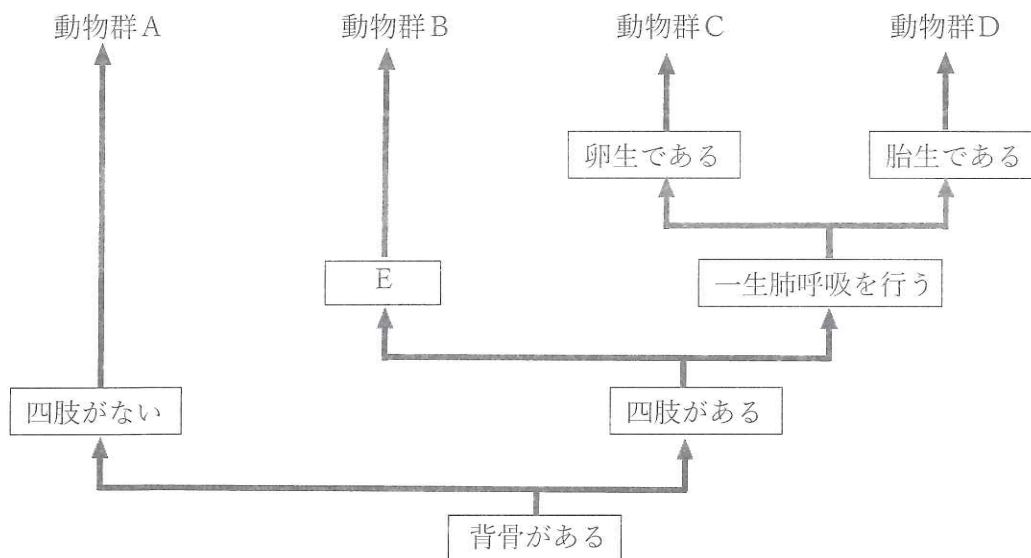 動物群A
動物群B
動物群C
動物群D
卵生である
胎生である
E
一生肺呼吸を行う
四肢がない
四肢がある
背骨がある